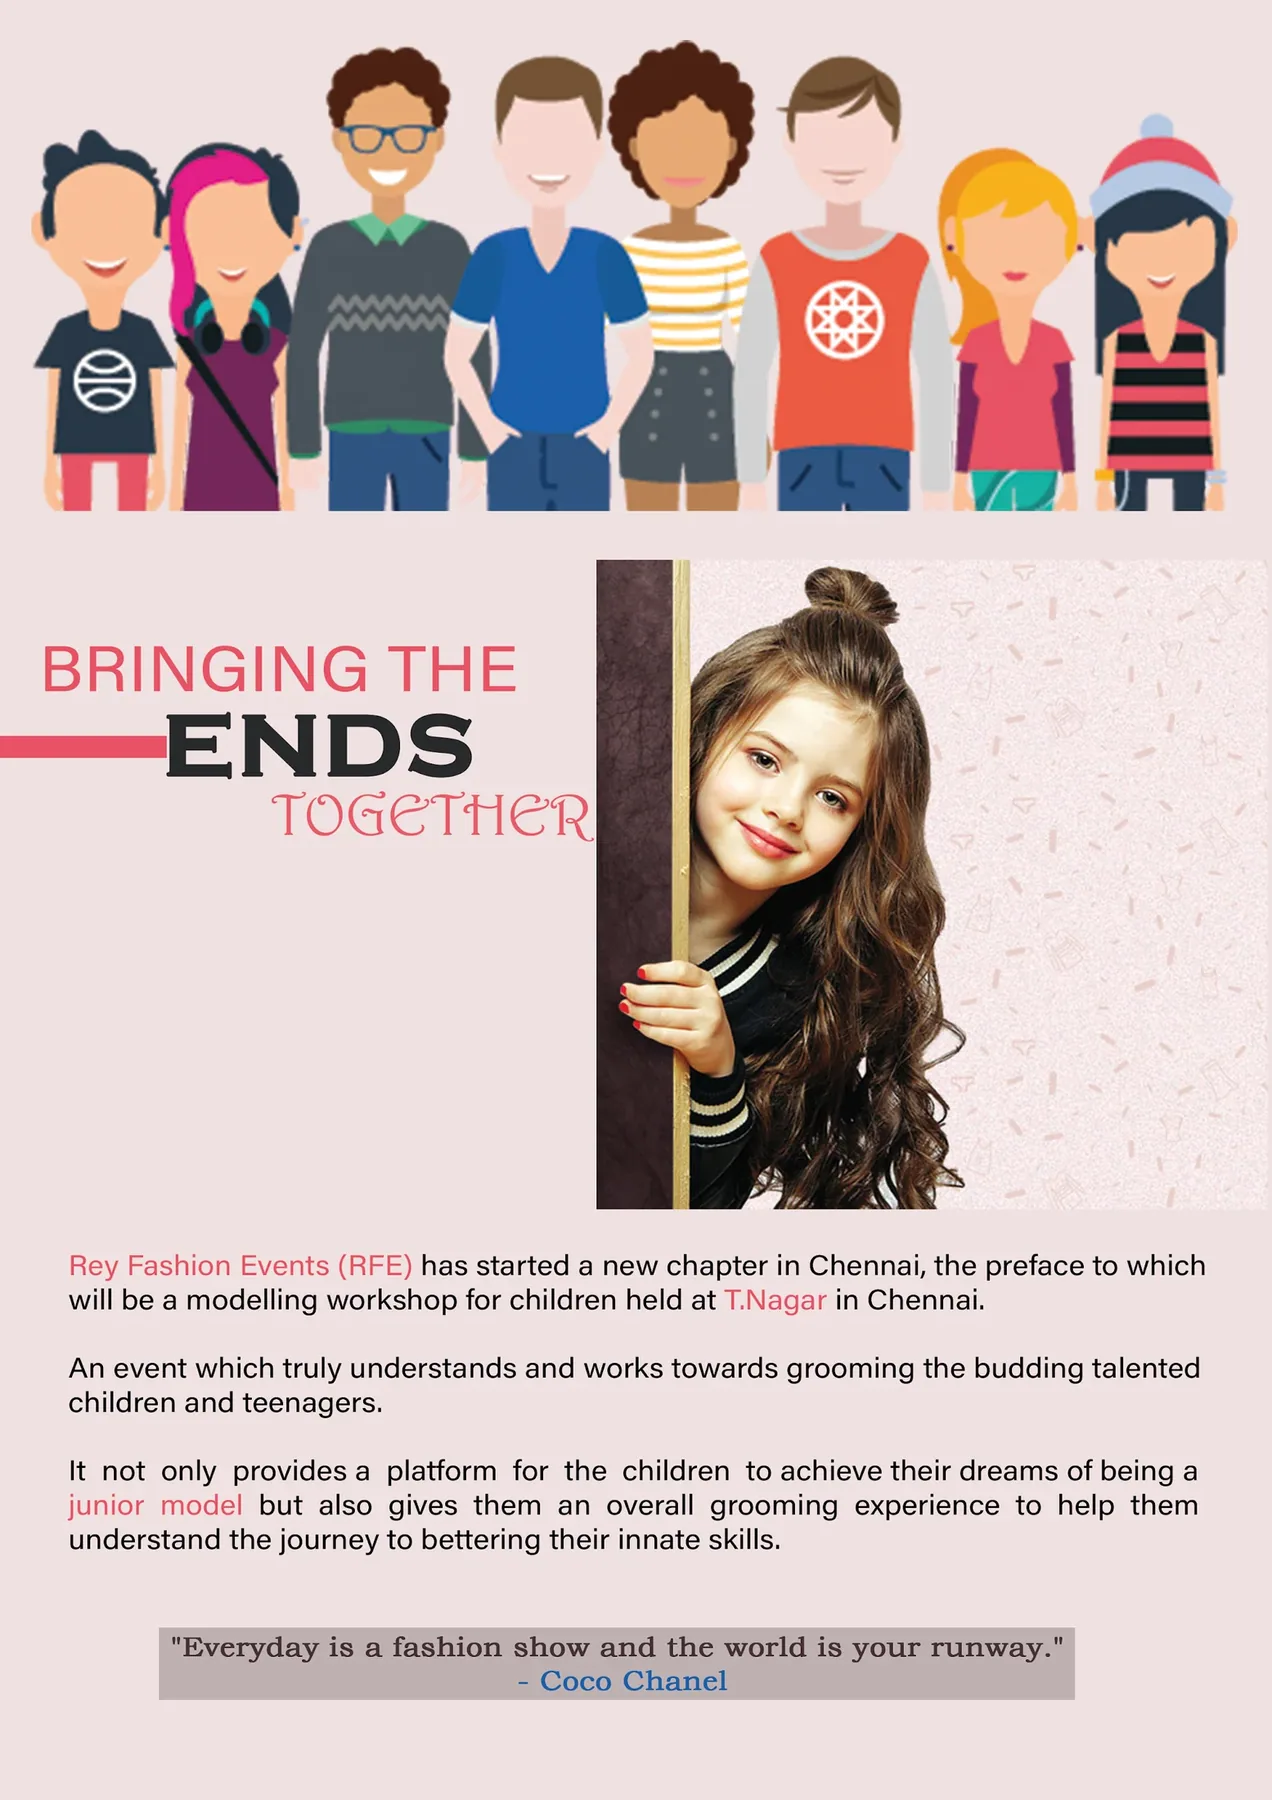 BRINGING THE
ENDS
TOGETHER
Rey Fashion Events (RFE) has started a new chapter in Chennai, the preface to which
will be a modelling workshop for children held at T.Nagar in Chennai.
An event which truly understands and works towards grooming the budding talented
children and teenagers.
It not only provides a platform for the children to achieve their dreams of being a
junior model but also gives them an overall grooming experience to help them
understand the journey to bettering their innate skills.
"Everyday is a fashion show and the world is your runway."
- Coco Chanel